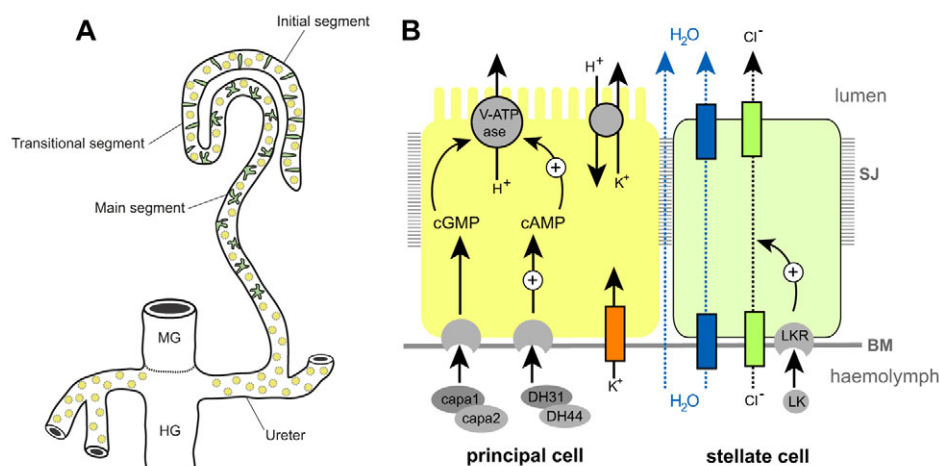 A
Initial segment
Transitional segment
Main segment
MG
HG
Ureter
B
H₂O
Cl⁻
lumen
H⁺
V-ATP
ase
SJ
H⁺
K⁺
cGMP
cAMP
+
+
+
LKR
BM
haemolymph
capa1
capa2
DH31
DH44
K⁺
H₂O
Cl⁻
LK
principal cell
stellate cell